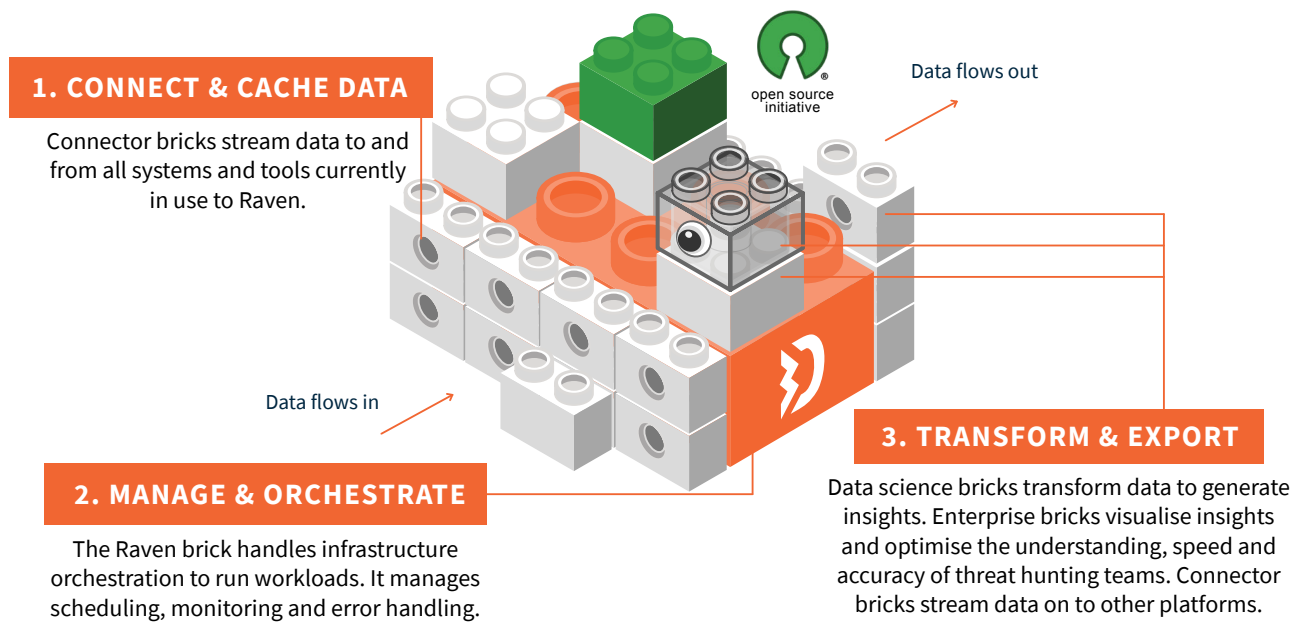 1. CONNECT & CACHE DATA
Connector bricks stream data to and
from all systems and tools currently
in use to Raven.
open source
initiative
®
Data flows out
Data flows in
2. MANAGE & ORCHESTRATE
The Raven brick handles infrastructure
orchestration to run workloads. It manages
scheduling, monitoring and error handling.
3. TRANSFORM & EXPORT
Data science bricks transform data to generate
insights. Enterprise bricks visualise insights
and optimise the understanding, speed and
accuracy of threat hunting teams. Connector
bricks stream data on to other platforms.